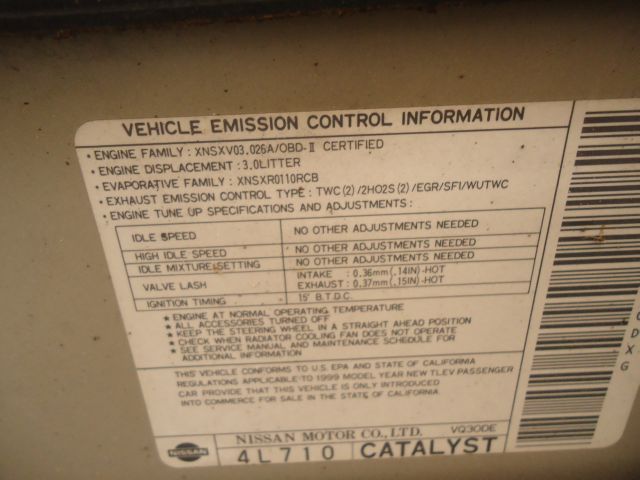 VEHICLE EMISSION CONTROL INFORMATION
• ENGINE FAMILY : XNSXV03.026A/OBD-II CERTIFIED
• ENGINE DISPLACEMENT : 3.0LITTER
• EVAPORATIVE FAMILY : XNSXR0110RCB
• EXHAUST EMISSION CONTROL TYPE : TWC(2)/2HO2S(2)/EGR/SFI/WUTWC
• ENGINE TUNE UP SPECIFICATIONS AND ADJUSTMENTS :
IDLE SPEED NO OTHER ADJUSTMENTS NEEDED
HIGH IDLE SPEED NO OTHER ADJUSTMENTS NEEDED
IDLE MIXTURE SETTING NO OTHER ADJUSTMENTS NEEDED
VALVE LASH INTAKE : 0.36mm(.14IN)-HOT
EXHAUST : 0.37mm(.15IN)-HOT
IGNITION TIMING 15° B.T.D.C.
★ ENGINE AT NORMAL OPERATING TEMPERATURE
★ ALL ACCESSORIES TURNED OFF
★ KEEP THE STEERING WHEEL IN A STRAIGHT AHEAD POSITION
★ CHECK WHEN RADIATOR COOLING FAN DOES NOT OPERATE
★ SEE SERVICE MANUAL AND MAINTENANCE SCHEDULE FOR
ADDITIONAL INFORMATION
THIS VEHICLE CONFORMS TO U.S. EPA AND STATE OF CALIFORNIA
REGULATIONS APPLICABLE TO 1999 MODEL YEAR NEW TLEV PASSENGER
CAR PROVIDE THAT THIS VEHICLE IS ONLY INTRODUCED
INTO COMMERCE FOR SALE IN THE STATE OF CALIFORNIA.
NISSAN
NISSAN MOTOR CO., LTD. VQ30DE
4L710 CATALYST
D X G